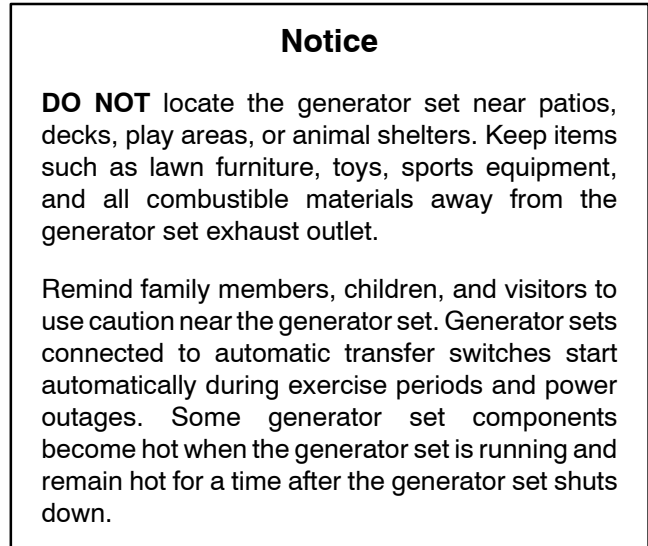 Notice
DO NOT locate the generator set near patios,
decks, play areas, or animal shelters. Keep items
such as lawn furniture, toys, sports equipment,
and all combustible materials away from the
generator set exhaust outlet.
Remind family members, children, and visitors to
use caution near the generator set. Generator sets
connected to automatic transfer switches start
automatically during exercise periods and power
outages. Some generator set components
become hot when the generator set is running and
remain hot for a time after the generator set shuts
down.